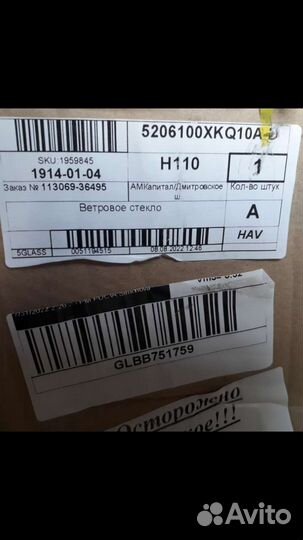 5206100XKQ10A-D
SKU: 1959845
1914-01-04
H110
1
Заказ № 113069-36495
АМКапитал/Дмитровское
ш.
Кол-во штук
Ветровое стекло
A
5GLASS
0051194515
08.08.2022 12:46
HAV
GLBB751759
Осторожно
!!!
Avito